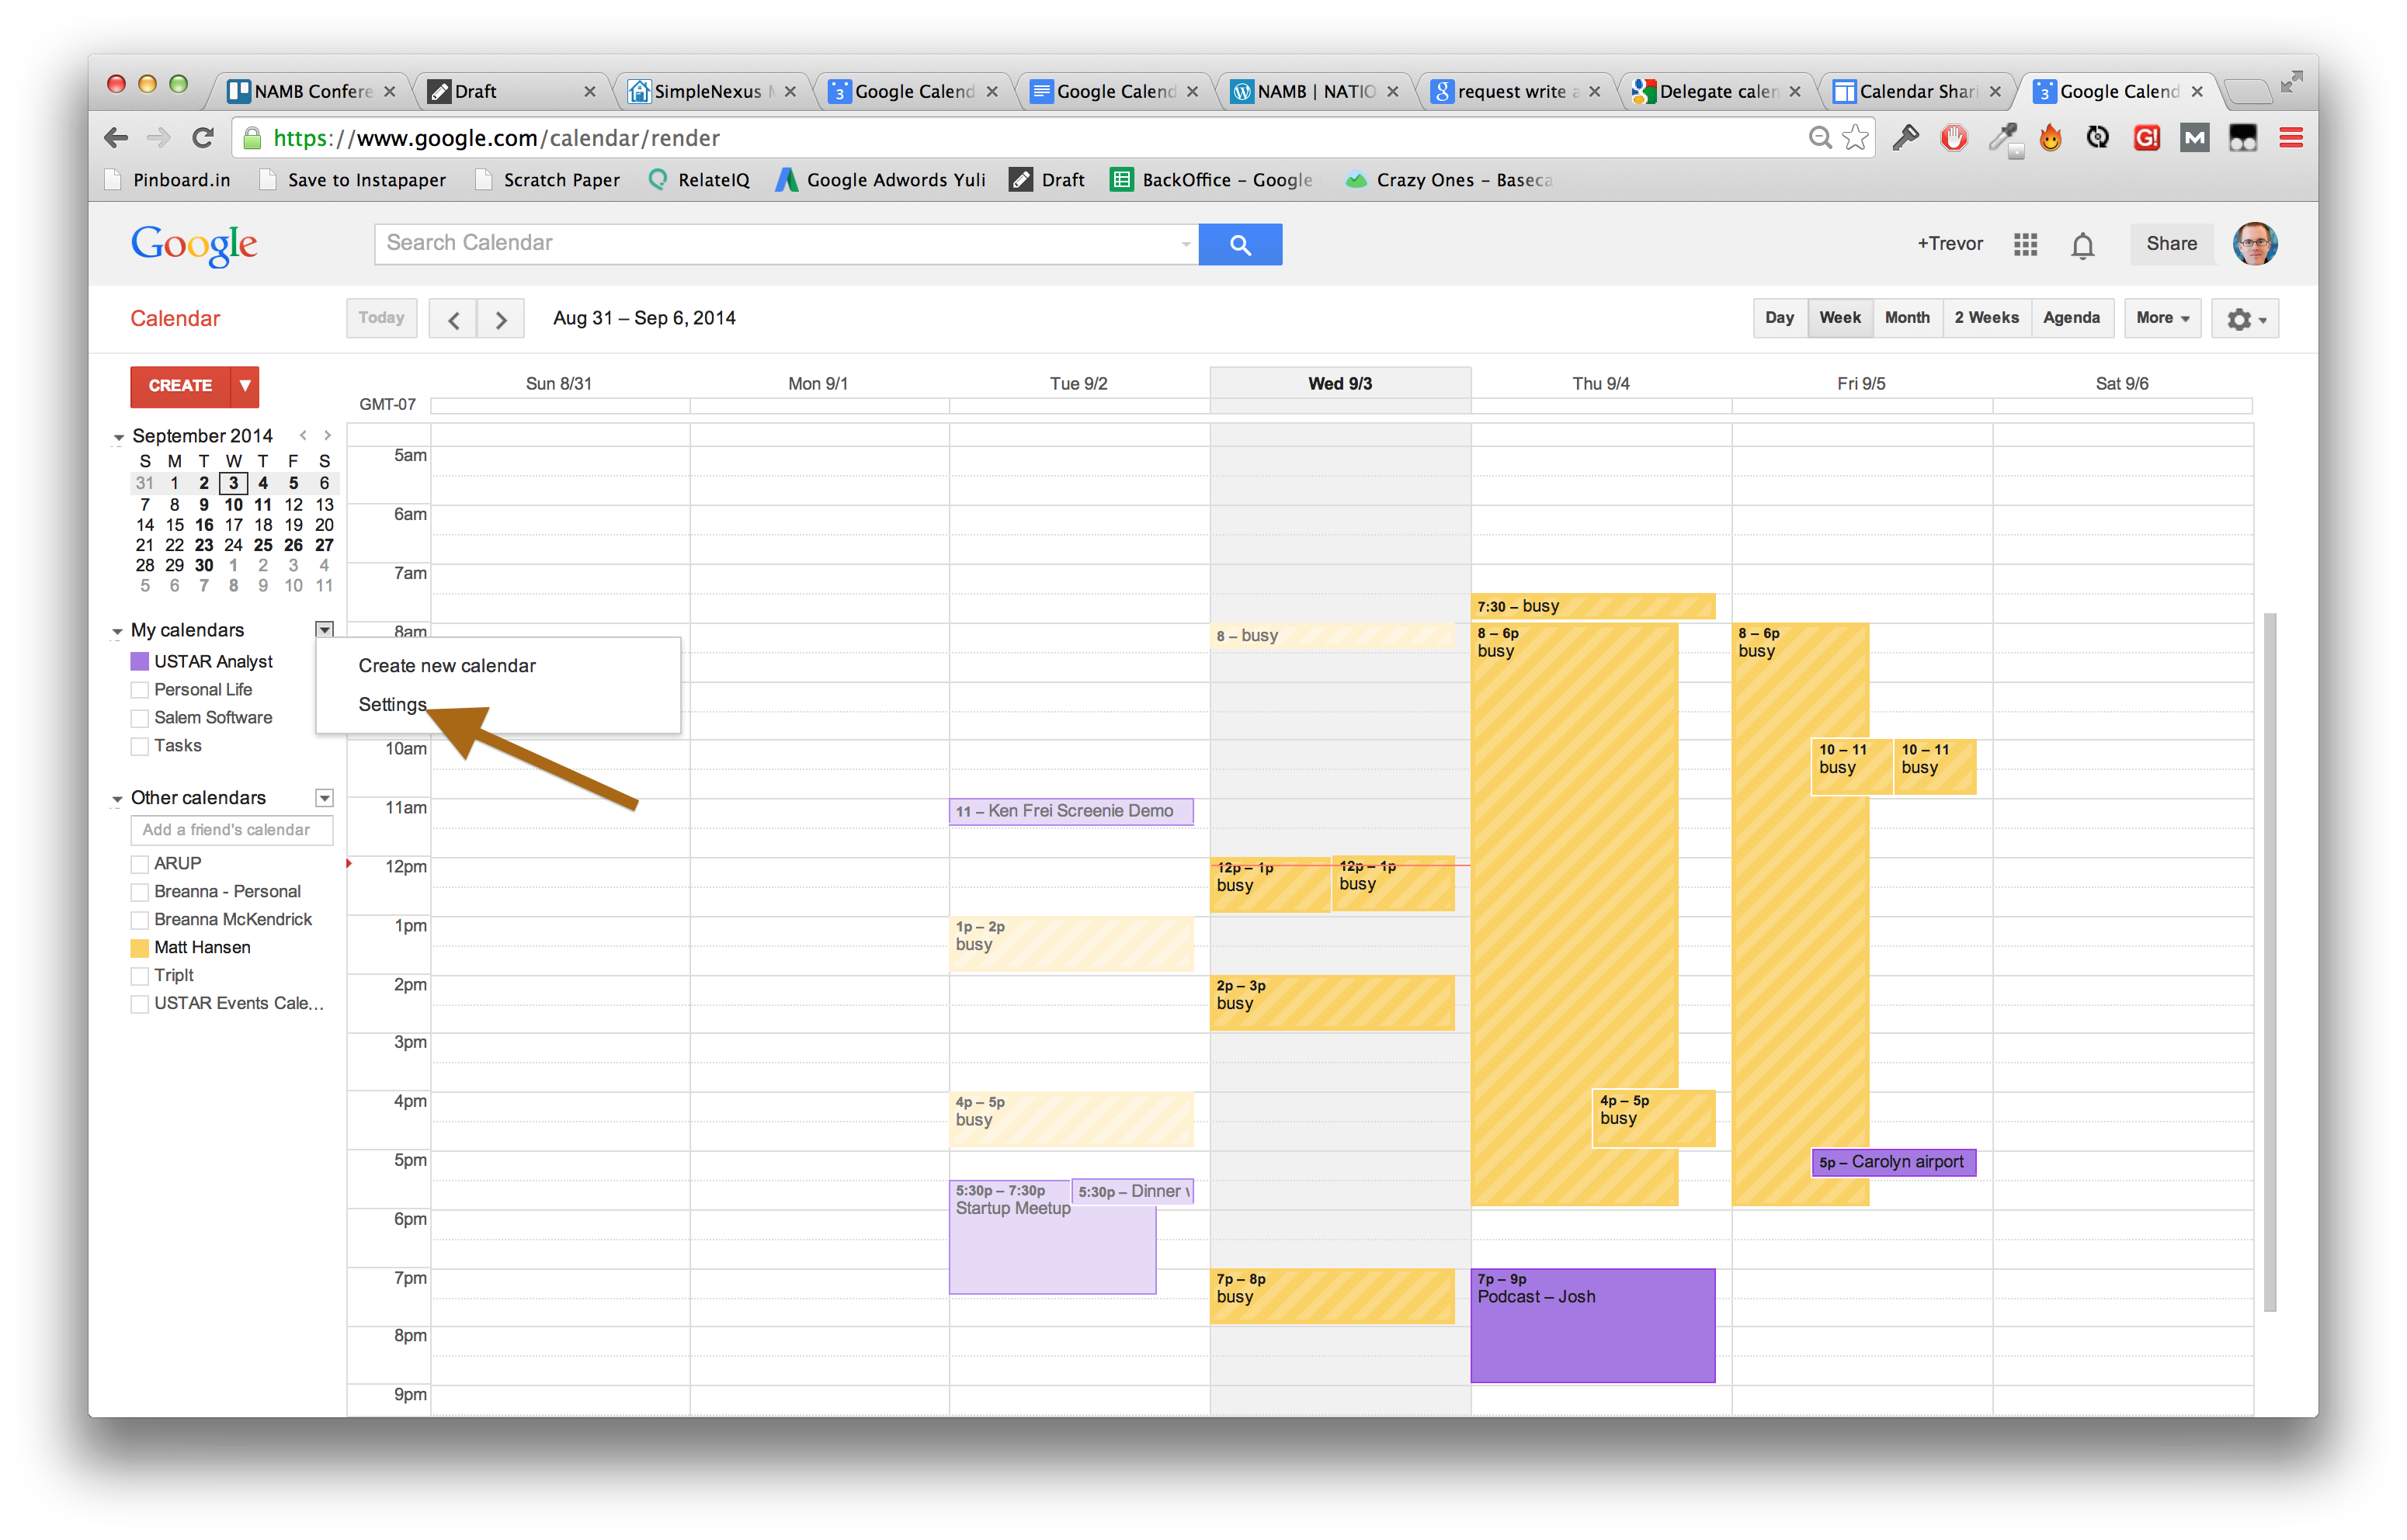 NAMB Confere
Draft
SimpleNexus
Google Calend
Google Calend
NAMB | NATIO
request write a
Delegate calen
Calendar Shari
Google Calend
https://www.google.com/calendar/render
Pinboard.in
Save to Instapaper
Scratch Paper
RelateIQ
Google Adwords Yuli
Draft
BackOffice – Google
Crazy Ones – Baseca
Google
Search Calendar
+Trevor
Share
Calendar
Today
Aug 31 – Sep 6, 2014
Day
Week
Month
2 Weeks
Agenda
More
CREATE
Sun 8/31
Mon 9/1
Tue 9/2
Wed 9/3
Thu 9/4
Fri 9/5
Sat 9/6
GMT-07
September 2014
S M T W T F S
31 1 2 3 4 5 6
7 8 9 10 11 12 13
14 15 16 17 18 19 20
21 22 23 24 25 26 27
28 29 30 1 2 3 4
5 6 7 8 9 10 11
My calendars
USTAR Analyst
Personal Life
Salem Software
Tasks
Create new calendar
Settings
Other calendars
Add a friend's calendar
ARUP
Breanna - Personal
Breanna McKendrick
Matt Hansen
TripIt
USTAR Events Cale...
5am
6am
7am
8am
10am
11am
12pm
1pm
2pm
3pm
4pm
5pm
6pm
7pm
8pm
9pm
11 – Ken Frei Screenie Demo
1p – 2p
busy
4p – 5p
busy
5:30p – 7:30p
Startup Meetup
5:30p – Dinner
8 – busy
12p – 1p
busy
12p – 1p
busy
2p – 3p
busy
7p – 8p
busy
7:30 – busy
8 – 6p
busy
4p – 5p
busy
7p – 9p
Podcast – Josh
8 – 6p
busy
10 – 11
busy
10 – 11
busy
5p – Carolyn airport